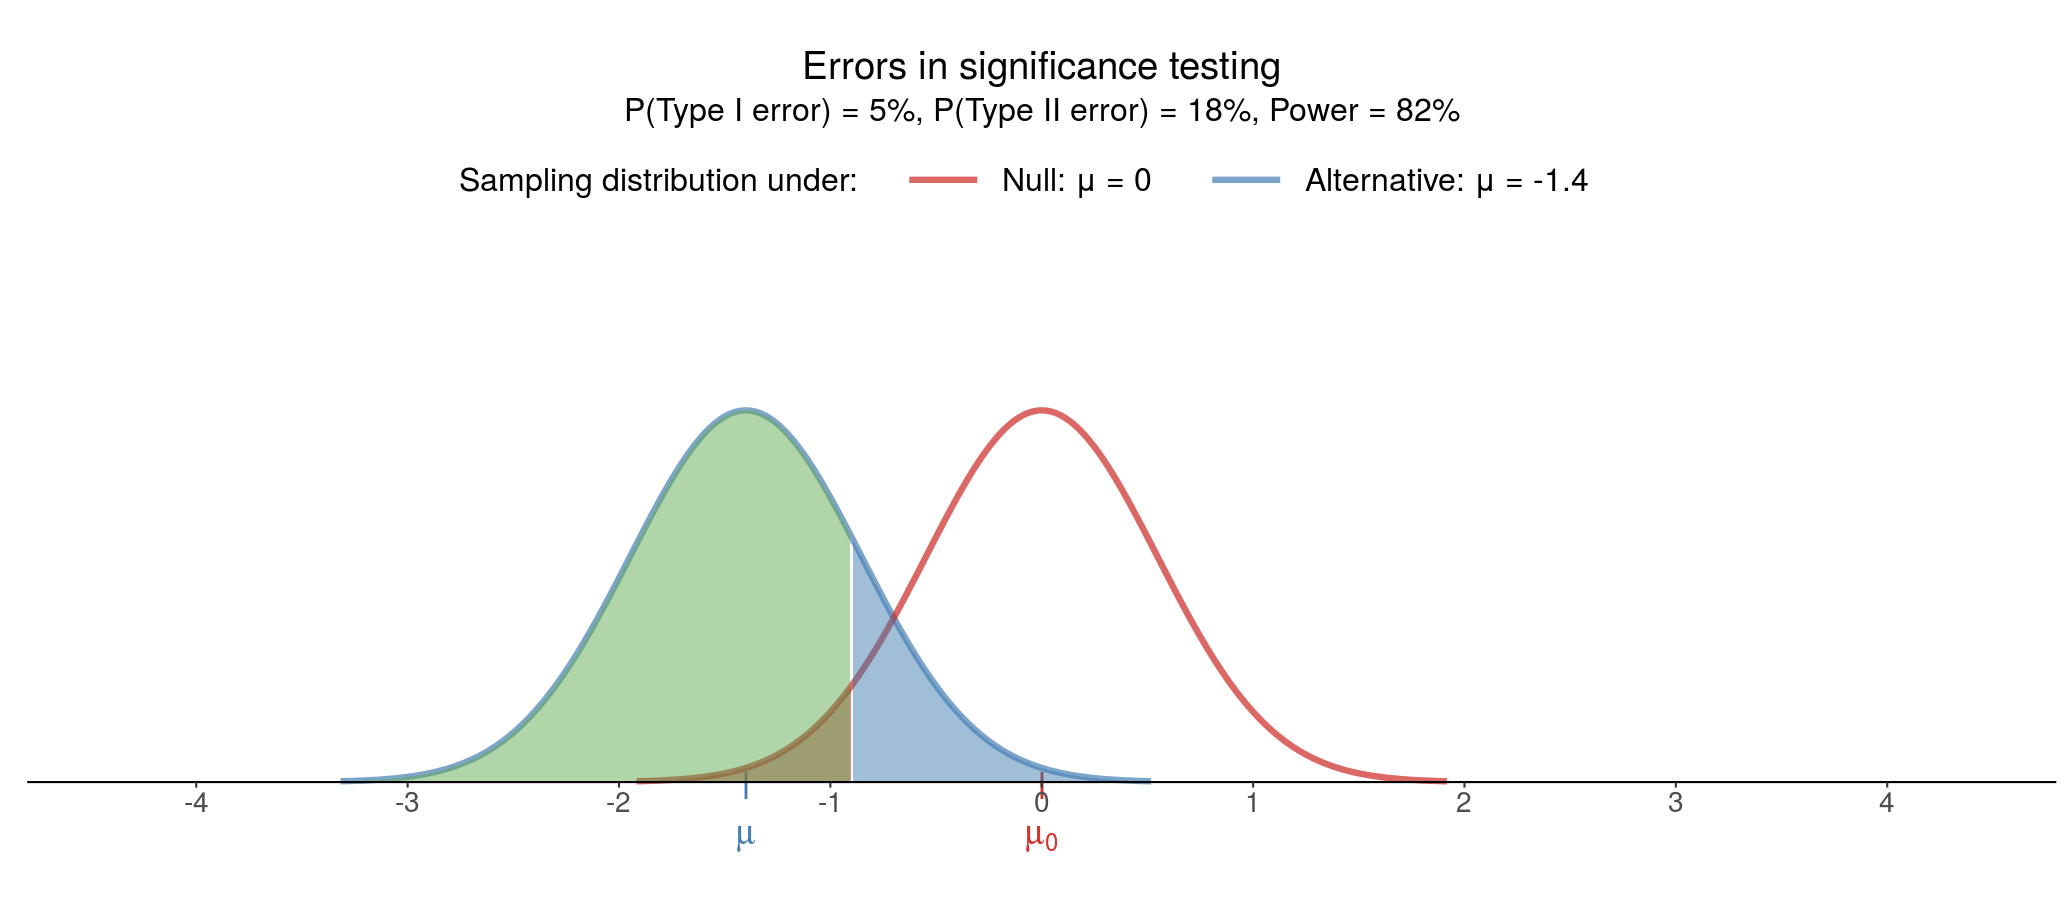 Errors in significance testing
P(Type I error) = 5%, P(Type II error) = 18%, Power = 82%
Sampling distribution under: Null: μ = 0 Alternative: μ = -1.4
-4 -3 -2 -1 0 1 2 3 4
μ μ₀